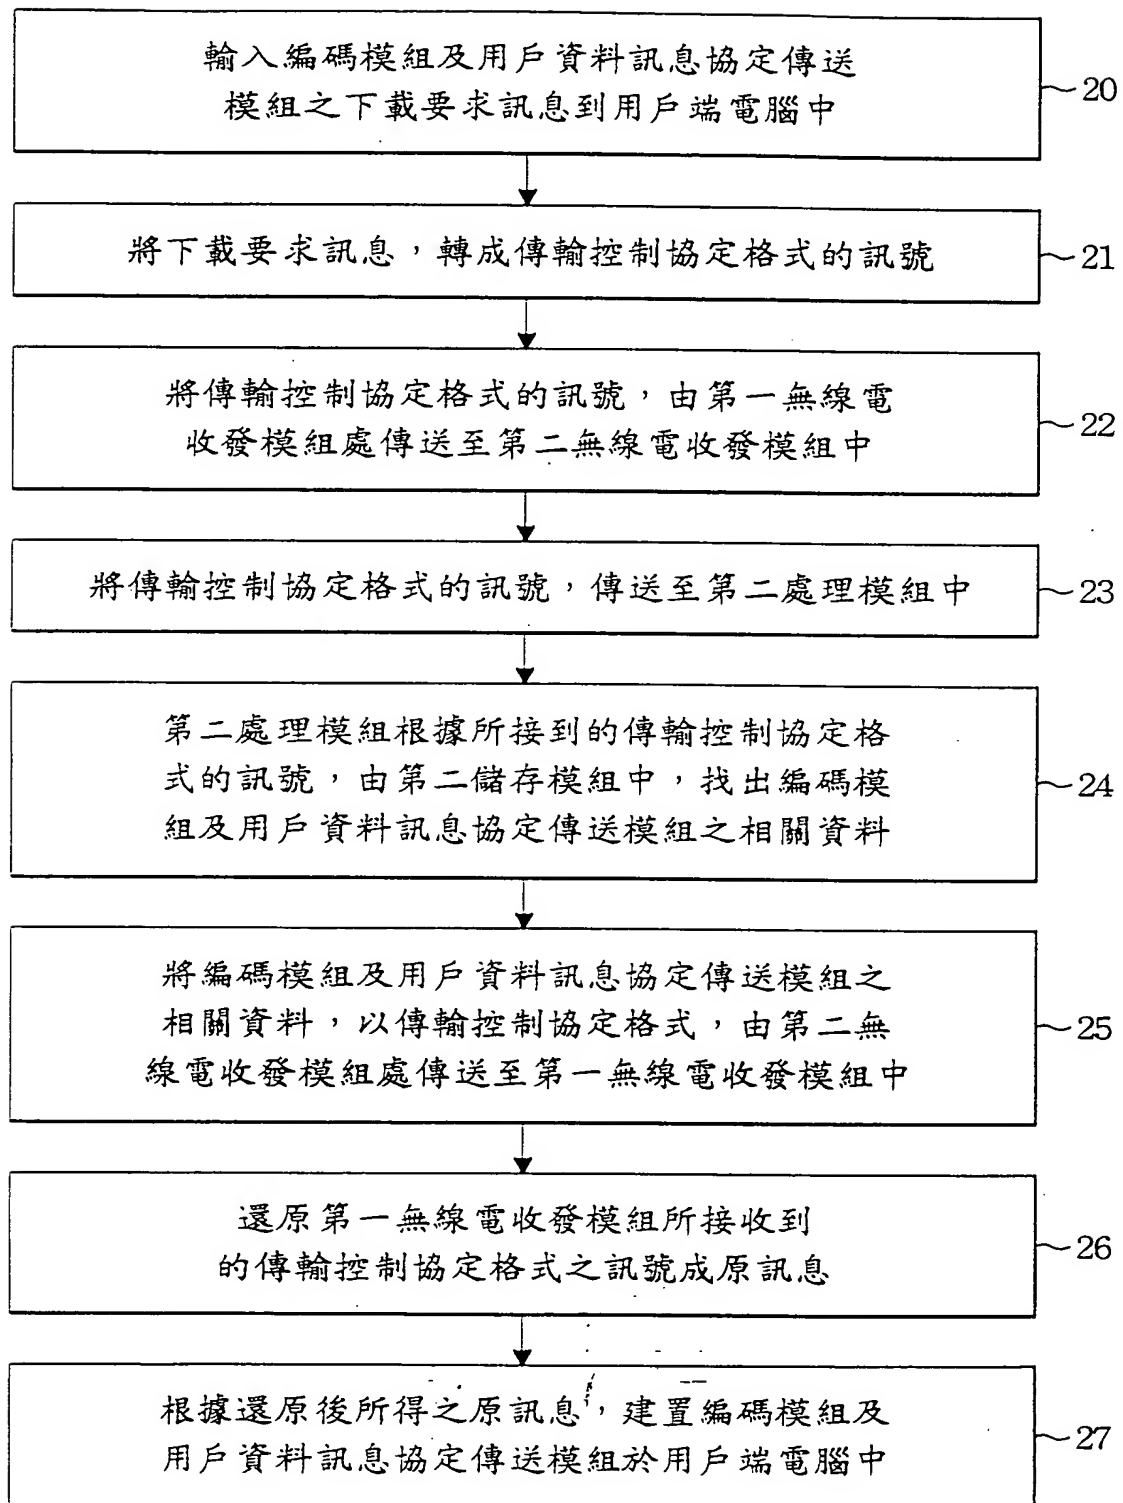 輸入編碼模組及用戶資料訊息協定傳送
模組之下載要求訊息到用戶端電腦中
20
將下載要求訊息，轉成傳輸控制協定格式的訊號
21
將傳輸控制協定格式的訊號，由第一無線電
收發模組處傳送至第二無線電收發模組中
22
將傳輸控制協定格式的訊號，傳送至第二處理模組中
23
第二處理模組根據所接到的傳輸控制協定格
式的訊號，由第二儲存模組中，找出編碼模
組及用戶資料訊息協定傳送模組之相關資料
24
將編碼模組及用戶資料訊息協定傳送模組之
相關資料，以傳輸控制協定格式，由第二無
線電收發模組處傳送至第一無線電收發模組中
25
還原第一無線電收發模組所接收到
的傳輸控制協定格式之訊號成原訊息
26
根據還原後所得之原訊息，建置編碼模組及
用戶資料訊息協定傳送模組於用戶端電腦中
27